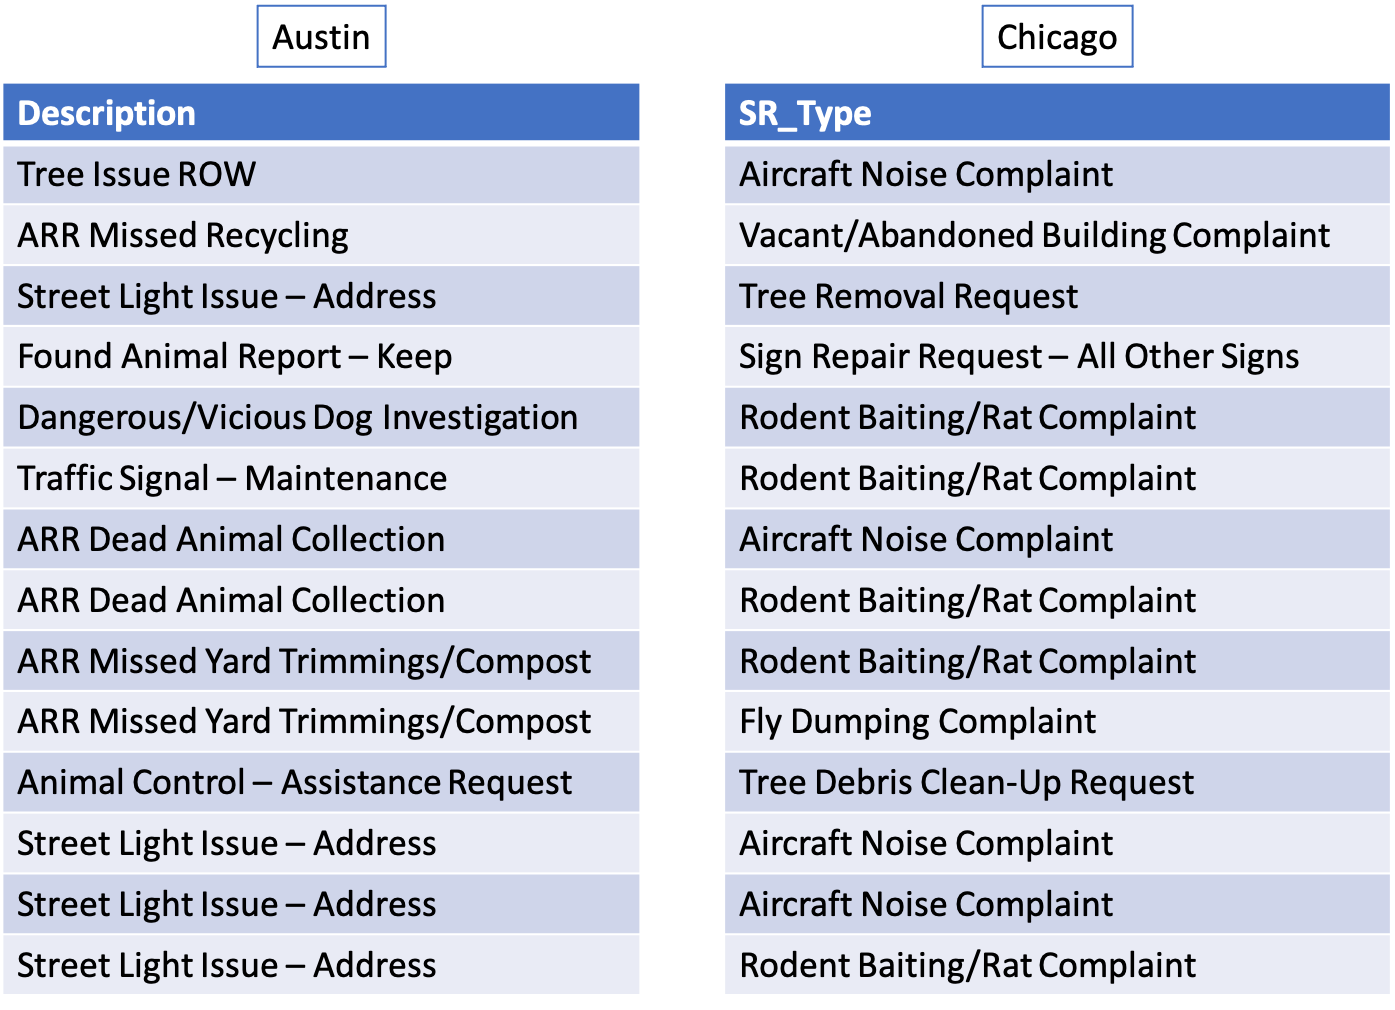 Austin
Chicago
Description
SR_Type
Tree Issue ROW
Aircraft Noise Complaint
ARR Missed Recycling
Vacant/Abandoned Building Complaint
Street Light Issue – Address
Tree Removal Request
Found Animal Report – Keep
Sign Repair Request – All Other Signs
Dangerous/Vicious Dog Investigation
Rodent Baiting/Rat Complaint
Traffic Signal – Maintenance
Rodent Baiting/Rat Complaint
ARR Dead Animal Collection
Aircraft Noise Complaint
ARR Dead Animal Collection
Rodent Baiting/Rat Complaint
ARR Missed Yard Trimmings/Compost
Rodent Baiting/Rat Complaint
ARR Missed Yard Trimmings/Compost
Fly Dumping Complaint
Animal Control – Assistance Request
Tree Debris Clean-Up Request
Street Light Issue – Address
Aircraft Noise Complaint
Street Light Issue – Address
Aircraft Noise Complaint
Street Light Issue – Address
Rodent Baiting/Rat Complaint